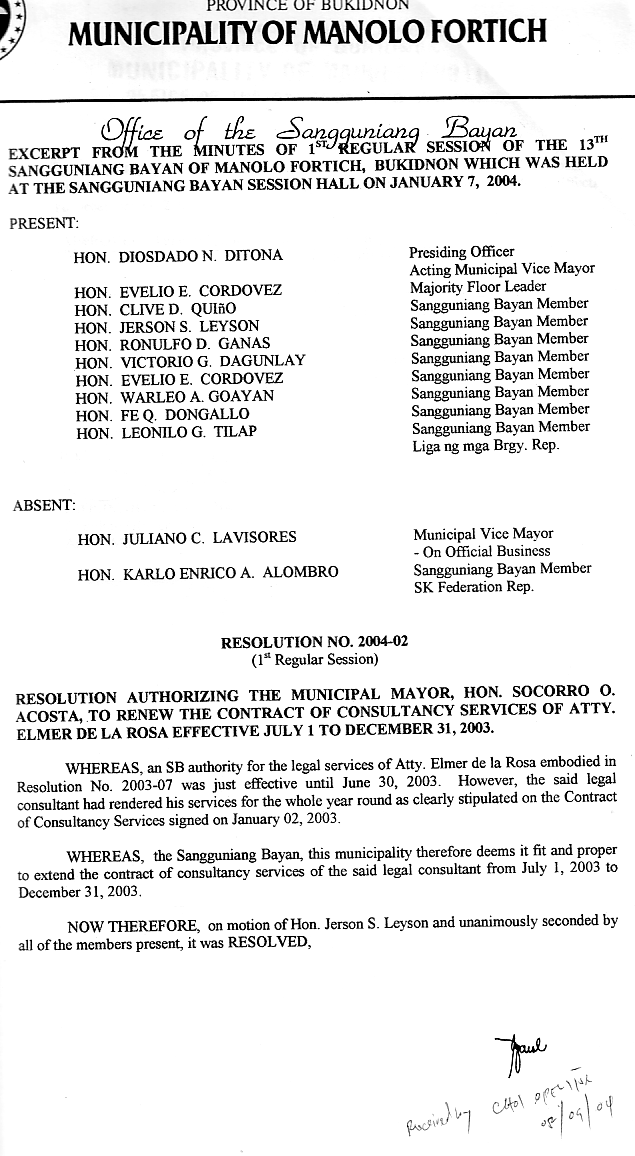 PROVINCE OF BUKIDNON
MUNICIPALITY OF MANOLO FORTICH
Office of the Sangguniang Bayan
EXCERPT FROM THE MINUTES OF 1ST REGULAR SESSION OF THE 13TH
SANGGUNIANG BAYAN OF MANOLO FORTICH, BUKIDNON WHICH WAS HELD
AT THE SANGGUNIANG BAYAN SESSION HALL ON JANUARY 7, 2004.
PRESENT:
HON. DIOSDADO N. DITONA Presiding Officer
Acting Municipal Vice Mayor
HON. EVELIO E. CORDOVEZ Majority Floor Leader
HON. CLIVE D. QUIñO Sangguniang Bayan Member
HON. JERSON S. LEYSON Sangguniang Bayan Member
HON. RONULFO D. GANAS Sangguniang Bayan Member
HON. VICTORIO G. DAGUNLAY Sangguniang Bayan Member
HON. EVELIO E. CORDOVEZ Sangguniang Bayan Member
HON. WARLEO A. GOAYAN Sangguniang Bayan Member
HON. FE Q. DONGALLO Sangguniang Bayan Member
HON. LEONILO G. TILAP Sangguniang Bayan Member
Liga ng mga Brgy. Rep.
ABSENT:
HON. JULIANO C. LAVISORES Municipal Vice Mayor
- On Official Business
HON. KARLO ENRICO A. ALOMBRO Sangguniang Bayan Member
SK Federation Rep.
RESOLUTION NO. 2004-02
(1st Regular Session)
RESOLUTION AUTHORIZING THE MUNICIPAL MAYOR, HON. SOCORRO O.
ACOSTA, TO RENEW THE CONTRACT OF CONSULTANCY SERVICES OF ATTY.
ELMER DE LA ROSA EFFECTIVE JULY 1 TO DECEMBER 31, 2003.
WHEREAS, an SB authority for the legal services of Atty. Elmer de la Rosa embodied in
Resolution No. 2003-07 was just effective until June 30, 2003. However, the said legal
consultant had rendered his services for the whole year round as clearly stipulated on the Contract
of Consultancy Services signed on January 02, 2003.
WHEREAS, the Sangguniang Bayan, this municipality therefore deems it fit and proper
to extend the contract of consultancy services of the said legal consultant from July 1, 2003 to
December 31, 2003.
NOW THEREFORE, on motion of Hon. Jerson S. Leyson and unanimously seconded by
all of the members present, it was RESOLVED,
Received by
08/09/04